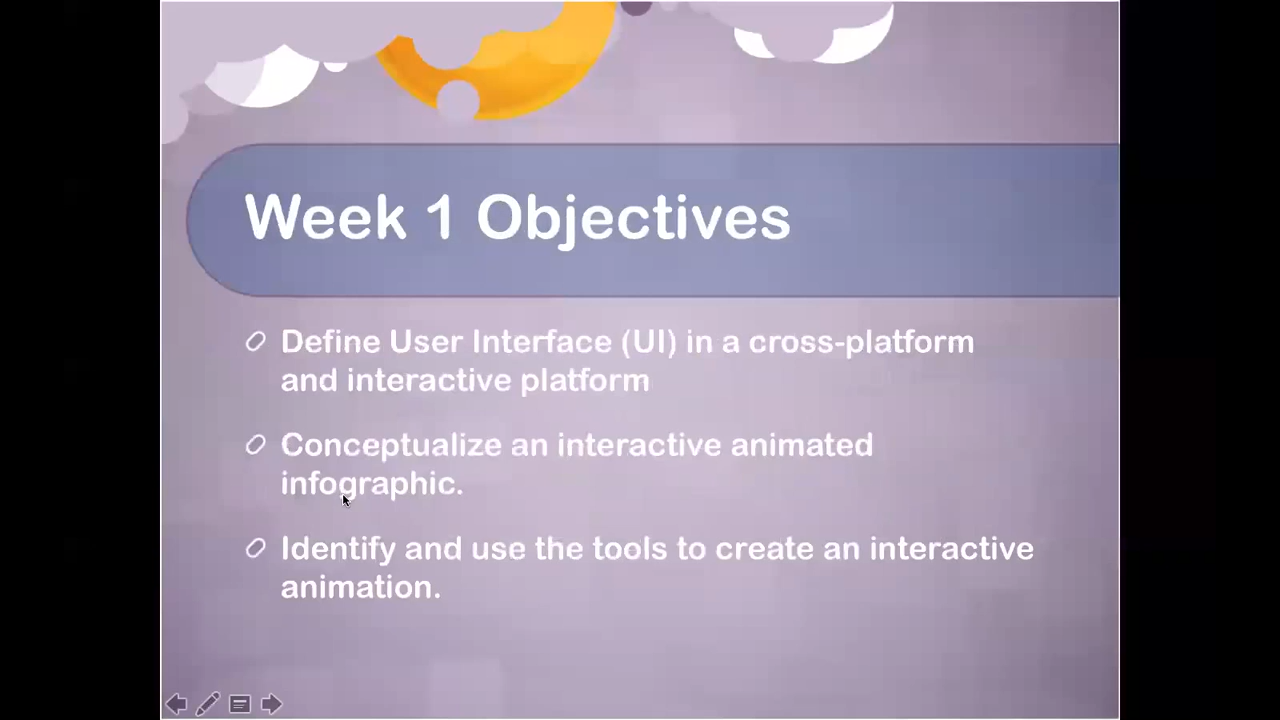 Week 1 Objectives
Define User Interface (UI) in a cross-platform
and interactive platform
Conceptualize an interactive animated
infographic.
Identify and use the tools to create an interactive
animation.